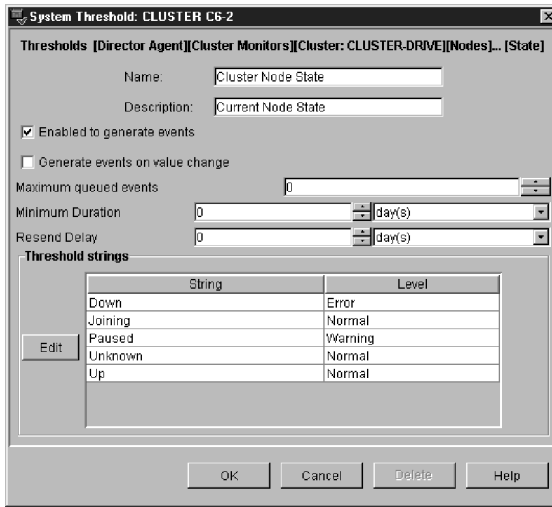 System Threshold: CLUSTER C6-2
Thresholds [Director Agent][Cluster Monitors][Cluster: CLUSTER-DRIVE][Nodes]... [State]
Name: Cluster Node State
Description: Current Node State
Enabled to generate events
Generate events on value change
Maximum queued events 0
Minimum Duration 0 day(s)
Resend Delay 0 day(s)
Threshold strings
String Level
Down Error
Joining Normal
Paused Warning
Edit
Unknown Normal
Up Normal
OK Cancel Delete Help